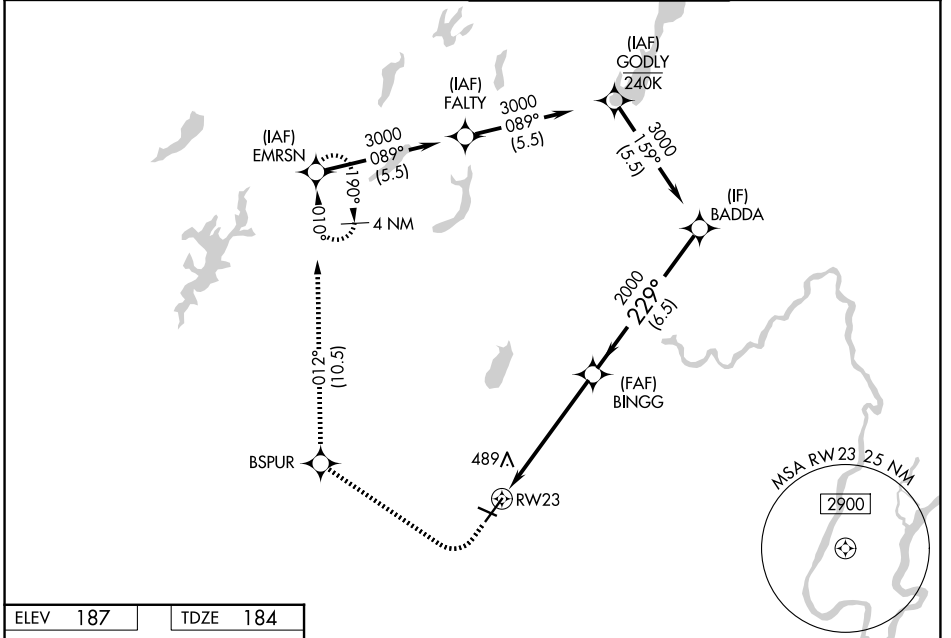 (IAF)
GODLY
240K
(IAF)
FALTY
3000
089°
(5.5)
(IAF)
EMRSN
3000
089°
(5.5)
3000
159°
(5.5)
190°
010°
4 NM
(IF)
BADDA
2000
229°
(6.5)
012°
(10.5)
(FAF)
BINGG
BSPUR
489
RW23
MSA RW23 25 NM
2900
ELEV 187
TDZE 184